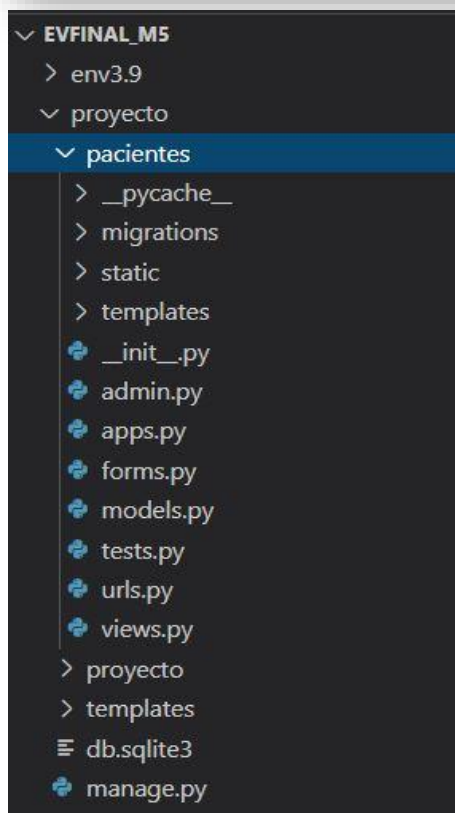 EVFINAL_M5
env3.9
proyecto
pacientes
__pycache__
migrations
static
templates
__init__.py
admin.py
apps.py
forms.py
models.py
tests.py
urls.py
views.py
proyecto
templates
db.sqlite3
manage.py